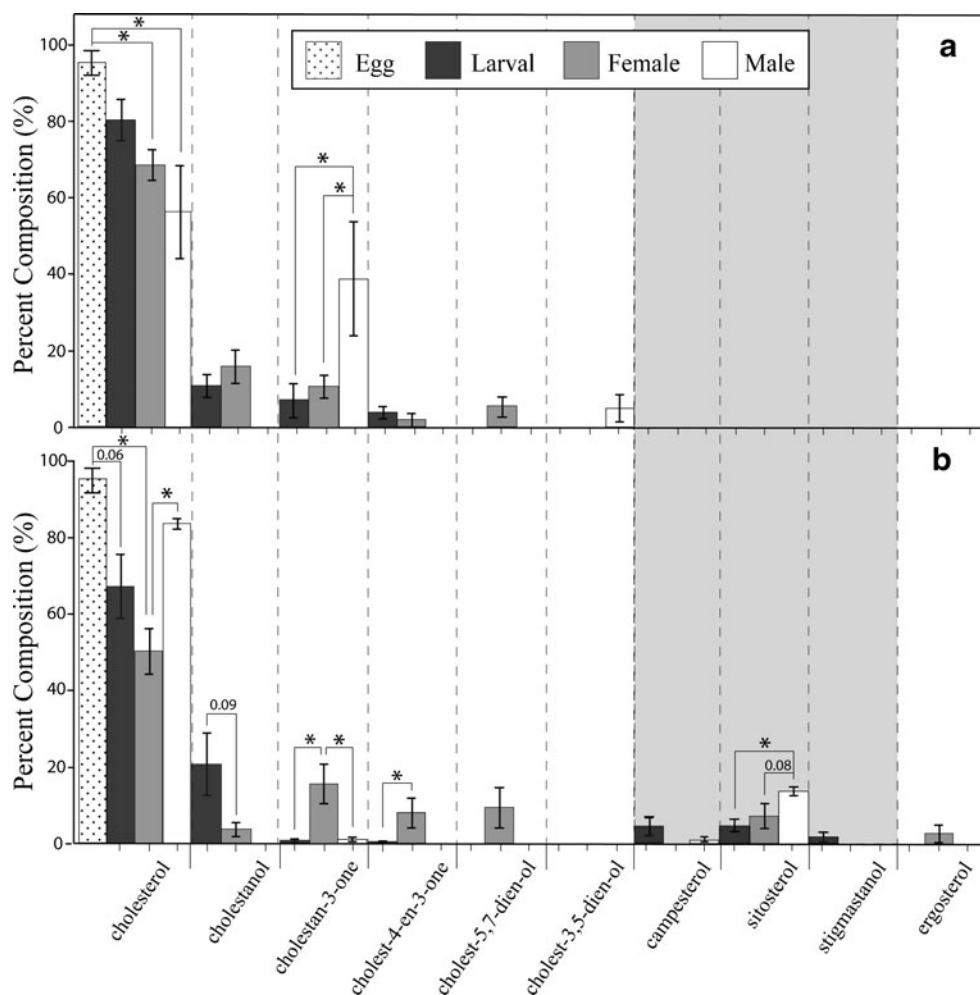 a
Egg Larval Female Male
Percent Composition (%)
100
80
60
40
20
0
*
*
*
*
b
Percent Composition (%)
100
80
60
40
20
0
*
0.06
*
0.09
*
*
*
*
0.08
cholesterol
cholestanol
cholestan-3-one
cholest-4-en-3-one
cholest-5,7-dien-ol
cholest-3,5-dien-ol
campesterol
sitosterol
stigmastanol
ergosterol